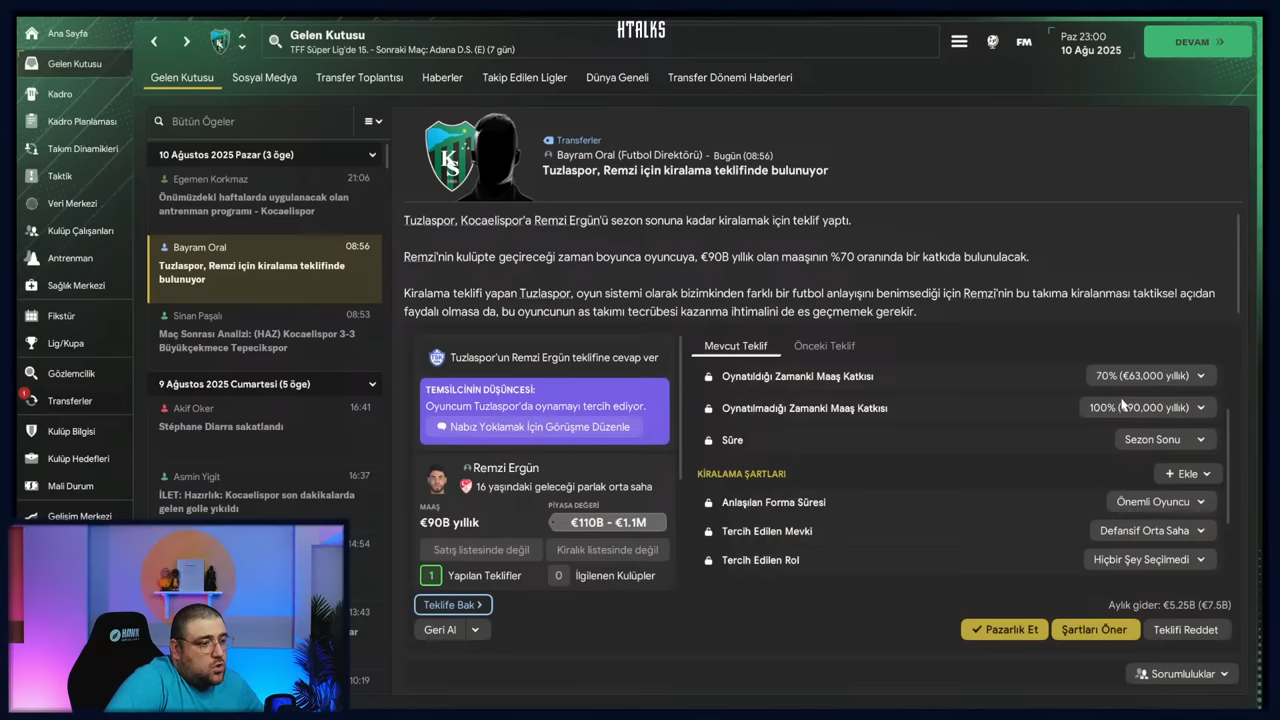 HTALKS
Ana Sayfa
Gelen Kutusu
Kadro
Kadro Planlaması
Takım Dinamikleri
Taktik
Veri Merkezi
Kulüp Çalışanları
Antrenman
Sağlık Merkezi
Fikstür
Lig/Kupa
Gözlemcilik
1
Transferler
Kulüp Bilgisi
Kulüp Hedefleri
Mali Durum
Gelişim Merkezi
Gelen Kutusu
TFF Süper Lig'de 15. - Sonraki Maç: Adana D.S. (E) (7 gün)
FM
Paz 23:00
10 Ağu 2025
DEVAM
Gelen Kutusu
Sosyal Medya
Transfer Toplantısı
Haberler
Takip Edilen Ligler
Dünya Geneli
Transfer Dönemi Haberleri
Bütün Ögeler
10 Ağustos 2025 Pazar (3 öge)
Egemen Korkmaz 21:06
Önümüzdeki haftalarda uygulanacak olan
antrenman programı - Kocaelispor
Bayram Oral 08:56
Tuzlaspor, Remzi için kiralama teklifinde
bulunuyor
Sinan Paşalı 08:53
Maç Sonrası Analizi: (HAZ) Kocaelispor 3-3
Büyükçekmece Tepecikspor
9 Ağustos 2025 Cumartesi (5 öge)
Akif Oker 16:41
Stéphane Diarra sakatlandı
Asmin Yigit 16:37
İLET: Hazırlık: Kocaelispor son dakikalarda
gelen golle yıkıldı
14:54
13:43
10:19
KS
Transferler
Bayram Oral (Futbol Direktörü) - Bugün (08:56)
Tuzlaspor, Remzi için kiralama teklifinde bulunuyor
Tuzlaspor, Kocaelispor'a Remzi Ergün'ü sezon sonuna kadar kiralamak için teklif yaptı.
Remzi'nin kulüpte geçireceği zaman boyunca oyuncuya, €90B yıllık olan maaşının %70 oranında bir katkıda bulunulacak.
Kiralama teklifi yapan Tuzlaspor, oyun sistemi olarak bizimkinden farklı bir futbol anlayışını benimsediği için Remzi'nin bu takıma kiralanması taktiksel açıdan
faydalı olmasa da, bu oyuncunun as takımı tecrübesi kazanma ihtimalini de es geçmemek gerekir.
Tuzlaspor'un Remzi Ergün teklifine cevap ver
TEMSİLCİNİN DÜŞÜNCESİ:
Oyuncum Tuzlaspor'da oynamayı tercih ediyor.
Nabız Yoklamak İçin Görüşme Düzenle
Remzi Ergün
16 yaşındaki geleceği parlak orta saha
MAAŞ
€90B yıllık
PİYASA DEĞERİ
€110B - €1.1M
Satış listesinde değil
Kiralık listesinde değil
1 Yapılan Teklifler
0 İlgilenen Kulüpler
Teklife Bak
Geri Al
Mevcut Teklif
Önceki Teklif
Oynatıldığı Zamanki Maaş Katkısı 70% (€63,000 yıllık)
Oynatılmadığı Zamanki Maaş Katkısı 100% (€90,000 yıllık)
Süre Sezon Sonu
KİRALAMA ŞARTLARI + Ekle
Anlaşılan Forma Süresi Önemli Oyuncu
Tercih Edilen Mevki Defansif Orta Saha
Tercih Edilen Rol Hiçbir Şey Seçilmedi
Aylık gider: €5.25B (€7.5B)
Pazarlık Et
Şartları Öner
Teklifi Reddet
Sorumluluklar